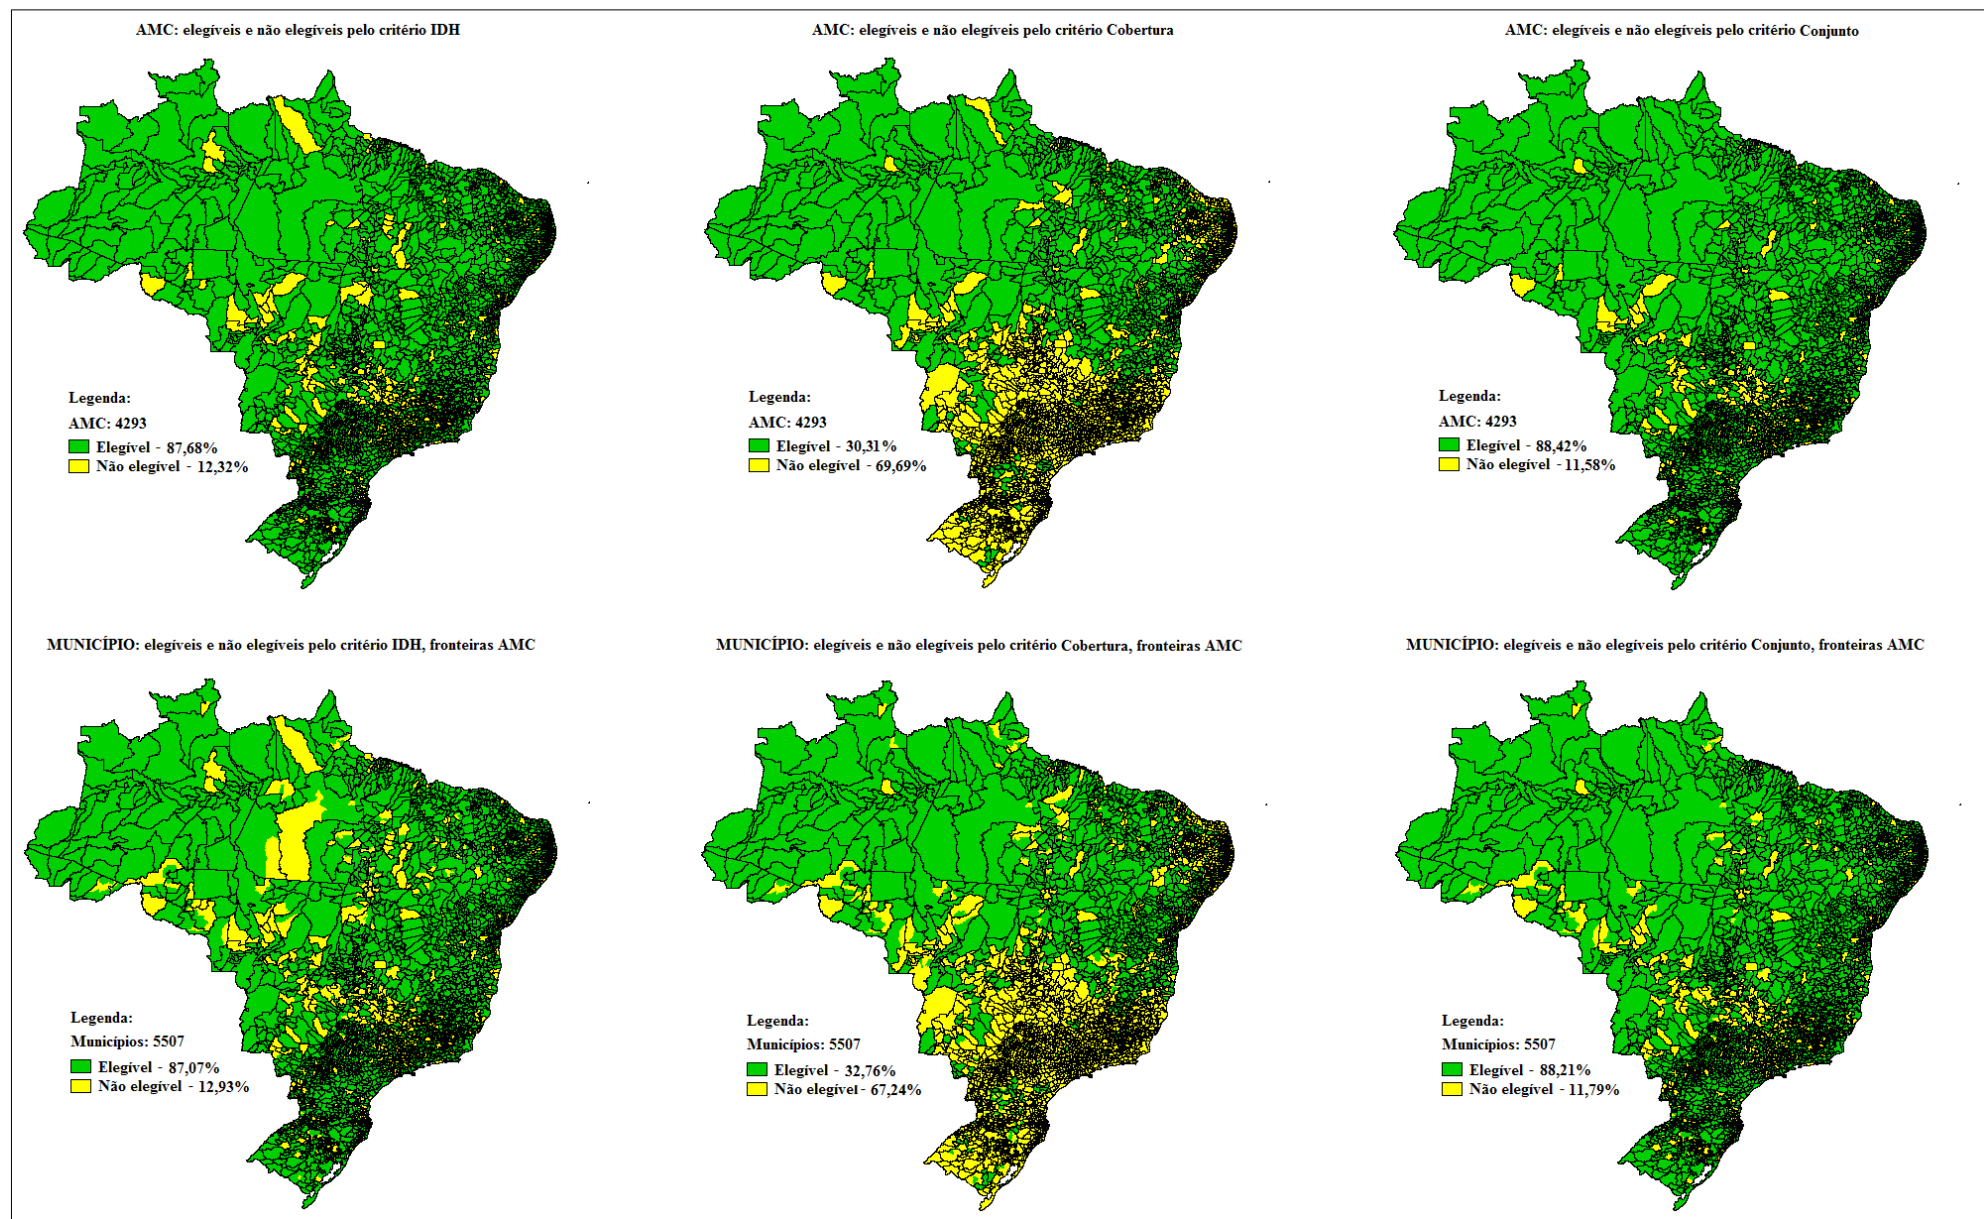 AMC: elegíveis e não elegíveis pelo critério IDH
AMC: elegíveis e não elegíveis pelo critério Cobertura
AMC: elegíveis e não elegíveis pelo critério Conjunto
Legenda:
AMC: 4293
Elegível - 87,68%
Não elegível - 12,32%
Legenda:
AMC: 4293
Elegível - 30,31%
Não elegível - 69,69%
Legenda:
AMC: 4293
Elegível - 88,42%
Não elegível - 11,58%
MUNICÍPIO: elegíveis e não elegíveis pelo critério IDH, fronteiras AMC
MUNICÍPIO: elegíveis e não elegíveis pelo critério Cobertura, fronteiras AMC
MUNICÍPIO: elegíveis e não elegíveis pelo critério Conjunto, fronteiras AMC
Legenda:
Municípios: 5507
Elegível - 87,07%
Não elegível - 12,93%
Legenda:
Municípios: 5507
Elegível - 32,76%
Não elegível - 67,24%
Legenda:
Municípios: 5507
Elegível - 88,21%
Não elegível - 11,79%